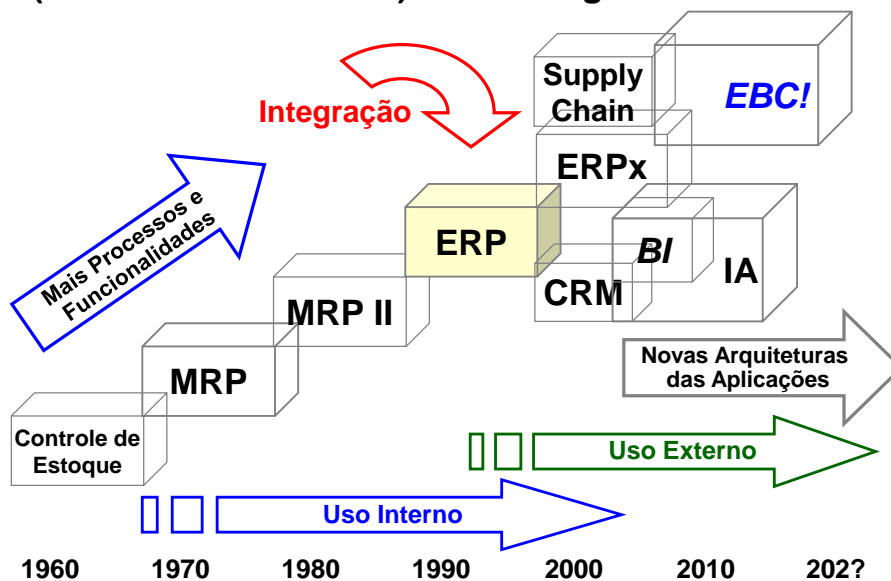 Integração
Supply
Chain
EBC!
ERPx
Mais Processos e
Funcionalidades
ERP
BI
IA
CRM
MRP II
MRP
Novas Arquiteturas
das Aplicações
Controle de
Estoque
Uso Externo
Uso Interno
1960 1970 1980 1990 2000 2010 202?